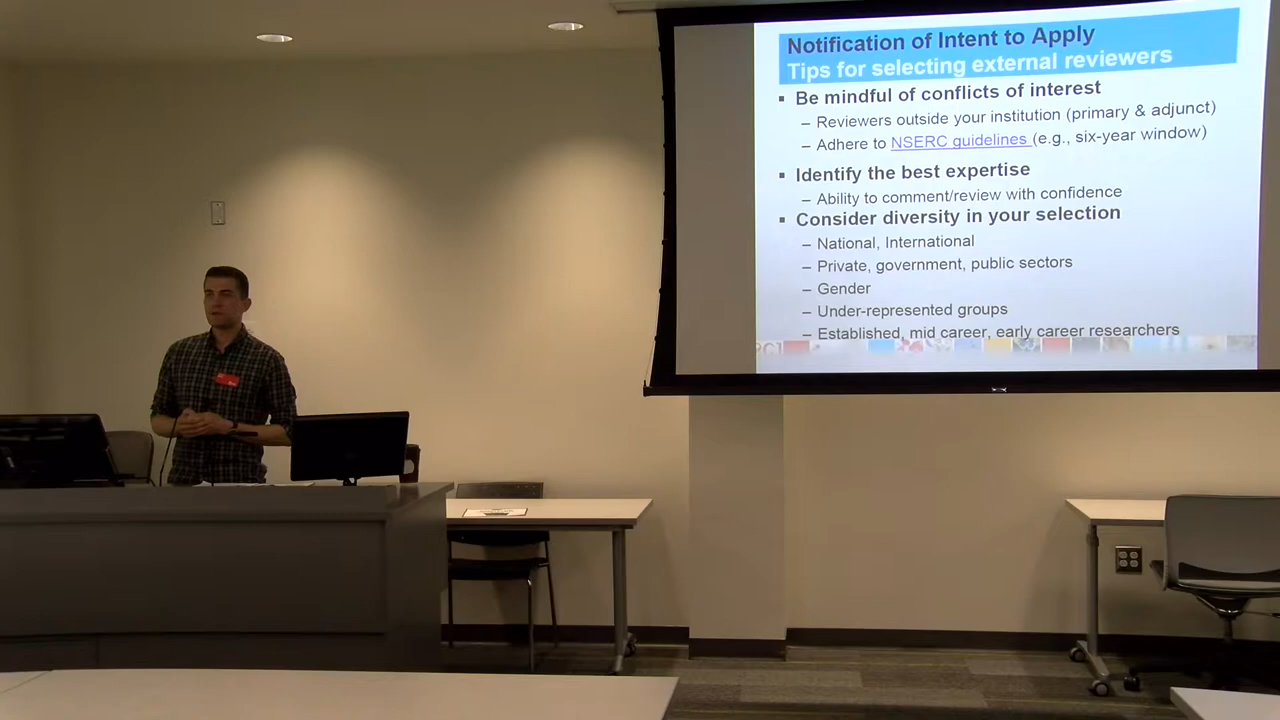 Notification of Intent to Apply
Tips for selecting external reviewers
▪ Be mindful of conflicts of interest
– Reviewers outside your institution (primary & adjunct)
– Adhere to NSERC guidelines (e.g., six-year window)
▪ Identify the best expertise
– Ability to comment/review with confidence
▪ Consider diversity in your selection
– National, International
– Private, government, public sectors
– Gender
– Under-represented groups
– Established, mid career, early career researchers